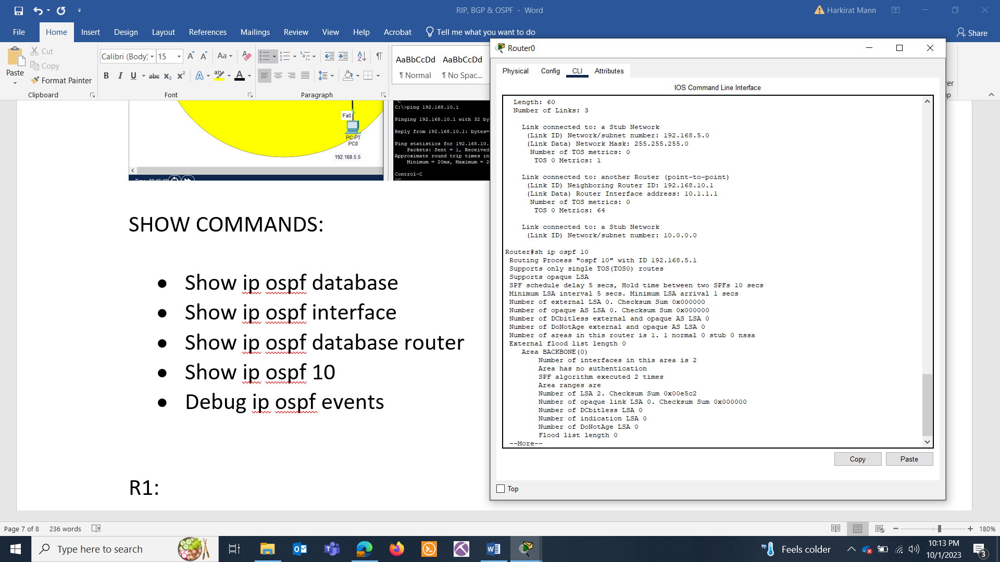 RIP, BGP & OSPF - Word
Harkirat Mann
File Home Insert Design Layout References Mailings Review View Help Acrobat Tell me what you want to do
Share
Paste
Cut
Copy
Format Painter
Clipboard
Calibri (Body)
15
Font
Paragraph
AaBbCcDd
¶ Normal
AaBbCcDd
¶ No Spac...
Fa0
PC-PT
PC0
192.168.5.5
C:\>ping 192.168.10.1
Pinging 192.168.10.1 with 32 by
Reply from 192.168.10.1: bytes=
Ping statistics for 192.168.10.
Packets: Sent = 1, Received
Approximate round trip times in
Minimum = 20ms, Maximum = 2
Control-C
^C
SHOW COMMANDS:
● Show ip ospf database
● Show ip ospf interface
● Show ip ospf database router
● Show ip ospf 10
● Debug ip ospf events
R1:
Router0
Physical Config CLI Attributes
IOS Command Line Interface
Length: 60
Number of Links: 3
Link connected to: a Stub Network
(Link ID) Network/subnet number: 192.168.5.0
(Link Data) Network Mask: 255.255.255.0
Number of TOS metrics: 0
TOS 0 Metrics: 1
Link connected to: another Router (point-to-point)
(Link ID) Neighboring Router ID: 192.168.10.1
(Link Data) Router Interface address: 10.1.1.1
Number of TOS metrics: 0
TOS 0 Metrics: 64
Link connected to: a Stub Network
(Link ID) Network/subnet number: 10.0.0.0
Router#sh ip ospf 10
Routing Process "ospf 10" with ID 192.168.5.1
Supports only single TOS(TOS0) routes
Supports opaque LSA
SPF schedule delay 5 secs, Hold time between two SPFs 10 secs
Minimum LSA interval 5 secs. Minimum LSA arrival 1 secs
Number of external LSA 0. Checksum Sum 0x000000
Number of opaque AS LSA 0. Checksum Sum 0x000000
Number of DCbitless external and opaque AS LSA 0
Number of DoNotAge external and opaque AS LSA 0
Number of areas in this router is 1. 1 normal 0 stub 0 nssa
External flood list length 0
Area BACKBONE(0)
Number of interfaces in this area is 2
Area has no authentication
SPF algorithm executed 2 times
Area ranges are
Number of LSA 2. Checksum Sum 0x00e5c2
Number of opaque link LSA 0. Checksum Sum 0x000000
Number of DCbitless LSA 0
Number of indication LSA 0
Number of DoNotAge LSA 0
Flood list length 0
--More--
Copy
Paste
Top
Page 7 of 8 236 words
180%
Type here to search
Feels colder
10:13 PM
10/1/2023
3